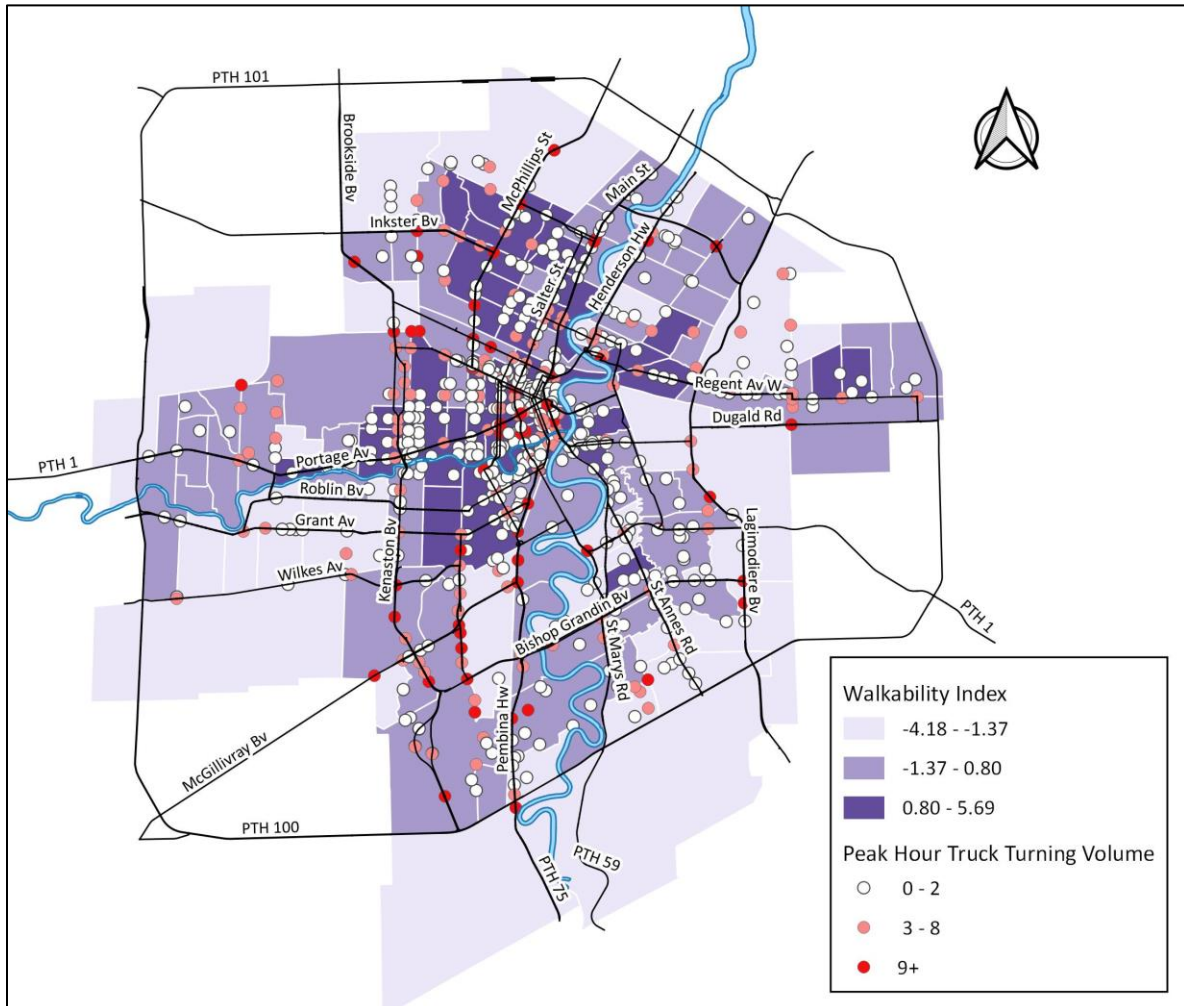 PTH 101
Brookside Bv
McPhillips St
Main St
Inkster Bv
Salter St
Henderson Hw
Regent Av W
Dugald Rd
PTH 1
Portage Av
Roblin Bv
Grant Av
Kenaston Bv
Wilkes Av
Lagimodiere Bv
St Annes Rd
Bishop Grandin Bv
St Marys Rd
PTH 1
Pembina Hw
McGillivray Bv
PTH 100
PTH 59
PTH 75
Walkability Index
-4.18 - -1.37
-1.37 - 0.80
0.80 - 5.69
Peak Hour Truck Turning Volume
0 - 2
3 - 8
9+